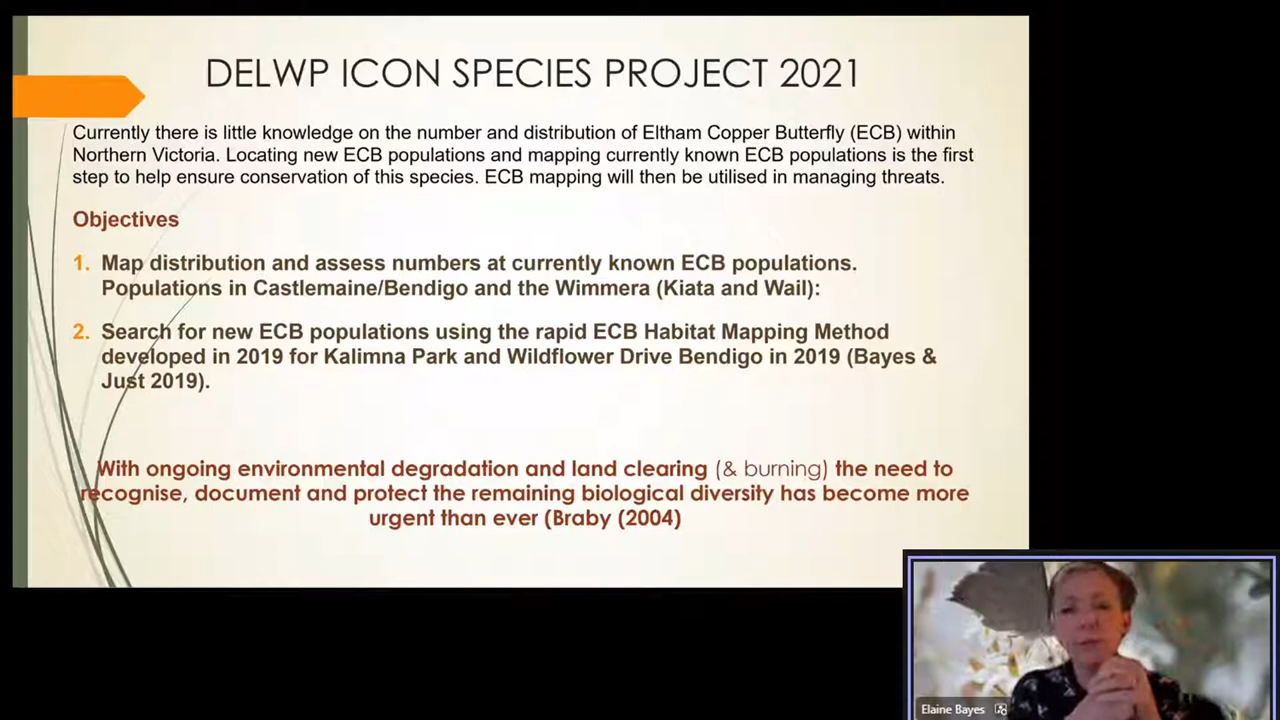 DELWP ICON SPECIES PROJECT 2021
Currently there is little knowledge on the number and distribution of Eltham Copper Butterfly (ECB) within
Northern Victoria. Locating new ECB populations and mapping currently known ECB populations is the first
step to help ensure conservation of this species. ECB mapping will then be utilised in managing threats.
Objectives
1. Map distribution and assess numbers at currently known ECB populations.
Populations in Castlemaine/Bendigo and the Wimmera (Kiata and Wail):
2. Search for new ECB populations using the rapid ECB Habitat Mapping Method
developed in 2019 for Kalimna Park and Wildflower Drive Bendigo in 2019 (Bayes &
Just 2019).
With ongoing environmental degradation and land clearing (& burning) the need to
recognise, document and protect the remaining biological diversity has become more
urgent than ever (Braby (2004)
Elaine Bayes